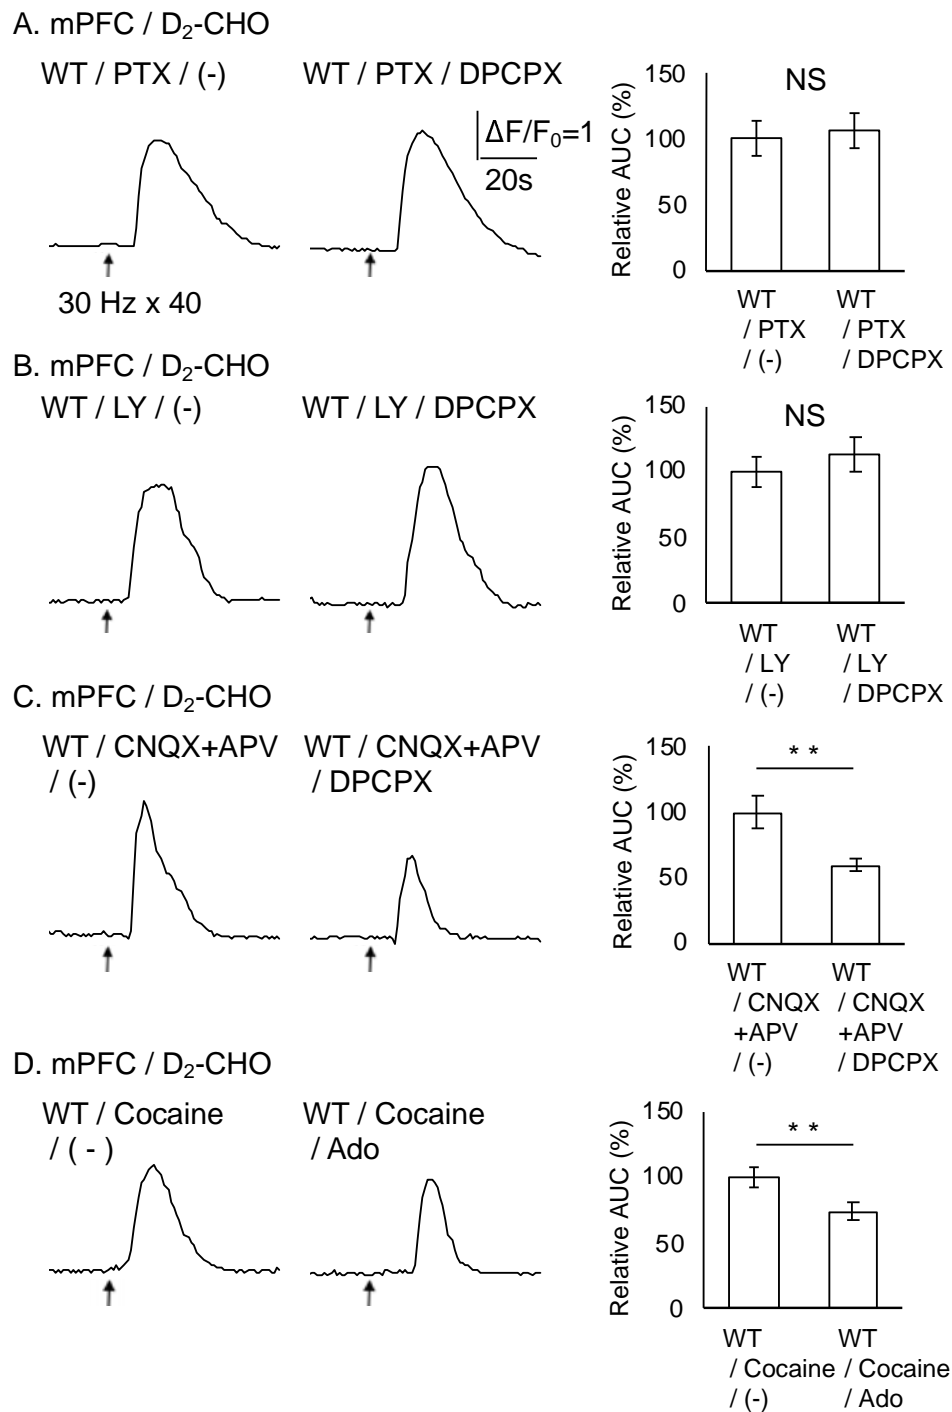 A. mPFC / D₂-CHO
WT / PTX / (-)
WT / PTX / DPCPX
ΔF/F₀=1
20s
30 Hz x 40
Relative AUC (%)
150
100
50
0
NS
WT
/ PTX
/ (-)
WT
/ PTX
/ DPCPX
B. mPFC / D₂-CHO
WT / LY / (-)
WT / LY / DPCPX
Relative AUC (%)
150
100
50
0
NS
WT
/ LY
/ (-)
WT
/ LY
/ DPCPX
C. mPFC / D₂-CHO
WT / CNQX+APV
/ (-)
WT / CNQX+APV
/ DPCPX
Relative AUC (%)
150
100
50
0
* *
WT
/ CNQX
+APV
/ (-)
WT
/ CNQX
+APV
/ DPCPX
D. mPFC / D₂-CHO
WT / Cocaine
/ ( - )
WT / Cocaine
/ Ado
Relative AUC (%)
150
100
50
0
* *
WT
/ Cocaine
/ (-)
WT
/ Cocaine
/ Ado